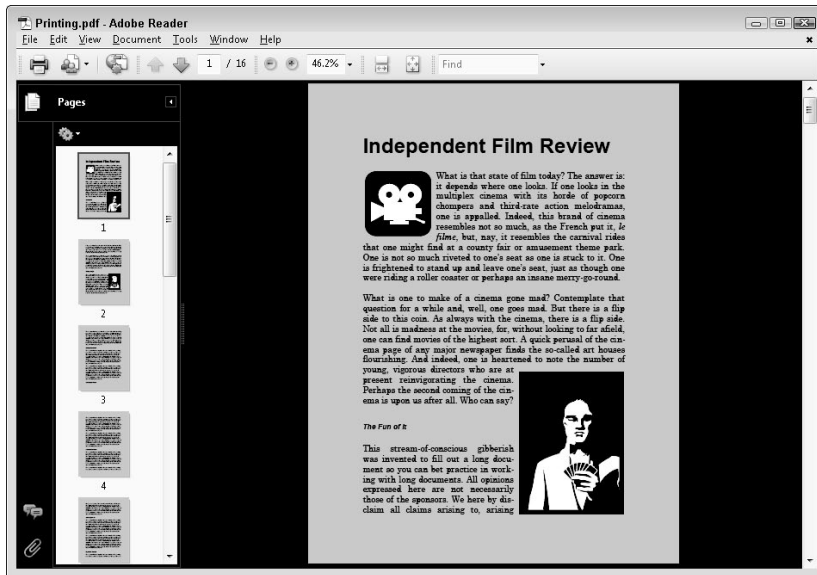 Printing.pdf - Adobe Reader
File Edit View Document Tools Window Help
1 / 16 46.2% Find
Pages
1
2
3
4
Independent Film Review
What is that state of film today? The answer is:
it depends where one looks. If one looks in the
multiplex cinema with its horde of popcorn
chompers and third-rate action melodramas,
one is appalled. Indeed, this brand of cinema
resembles not so much, as the French put it, le
filme, but, nay, it resembles the carnival rides
that one might find at a county fair or amusement theme park.
One is not so much riveted to one's seat as one is stuck to it. One
is frightened to stand up and leave one's seat, just as though one
were riding a roller coaster or perhaps an insane merry-go-round.
What is one to make of a cinema gone mad? Contemplate that
question for a while and, well, one goes mad. But there is a flip
side to this coin. As always with the cinema, there is a flip side.
Not all is madness at the movies, for, without looking to far afield,
one can find movies of the highest sort. A quick perusal of the cin-
ema page of any major newspaper finds the so-called art houses
flourishing. And indeed, one is heartened to note the number of
young, vigorous directors who are at
present reinvigorating the cinema.
Perhaps the second coming of the cin-
ema is upon us after all. Who can say?
The Fun of It
This stream-of-conscious gibberish
was invented to fill out a long docu-
ment so you can bet practice in work-
ing with long documents. All opinions
expressed here are not necessarily
those of the sponsors. We here by dis-
claim all claims arising to, arising